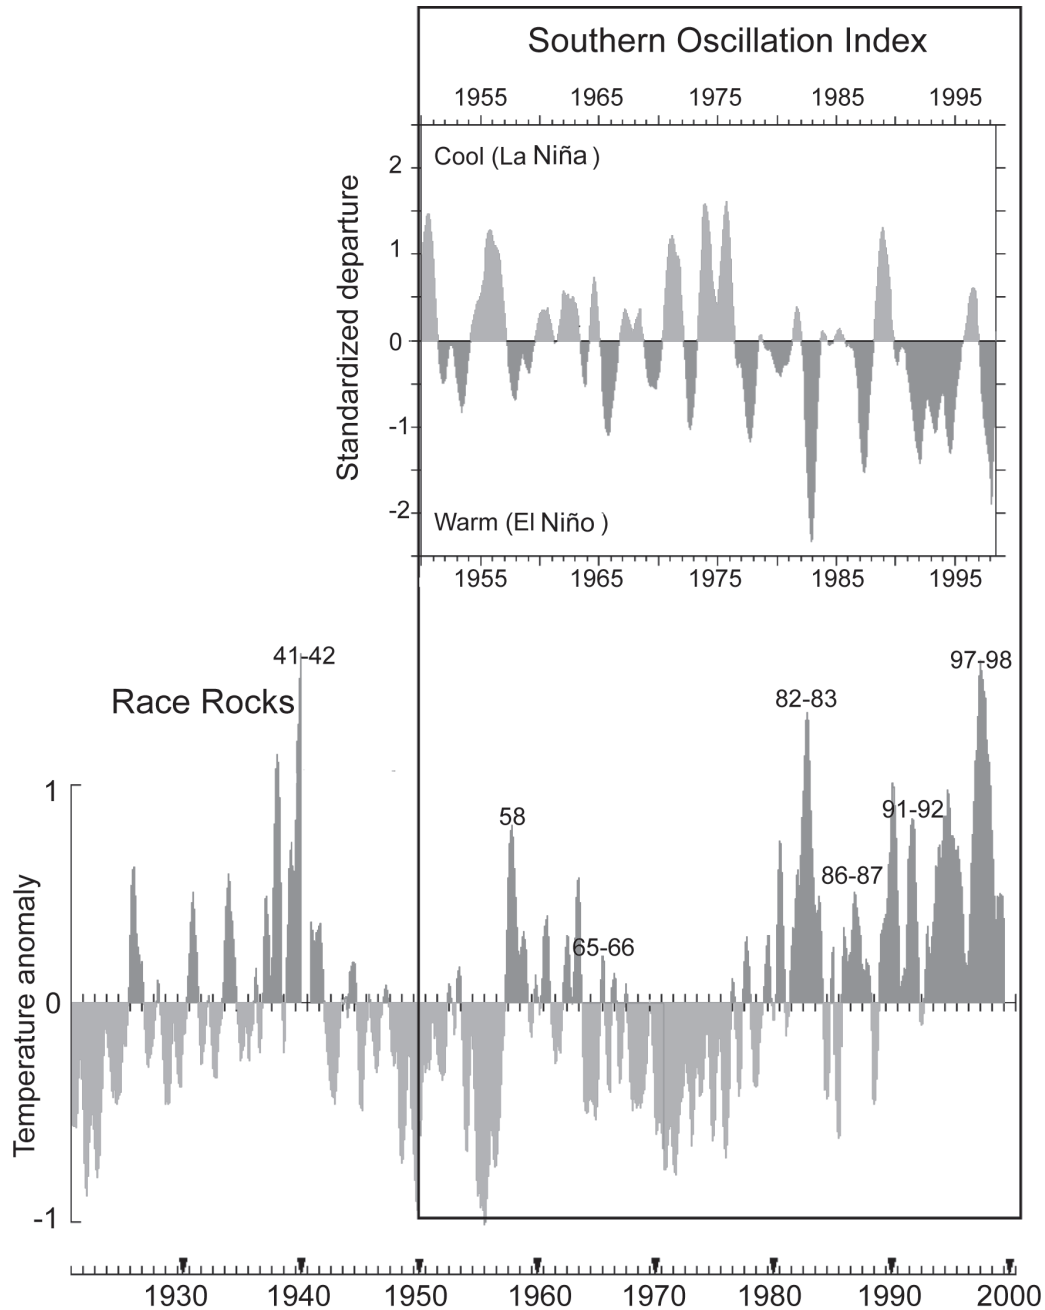 Southern Oscillation Index
1955 1965 1975 1985 1995
Cool (La Niña )
2
1
0
-1
-2
Standardized departure
Warm (El Niño )
1955 1965 1975 1985 1995
41-42
97-98
Race Rocks
82-83
1
58
91-92
86-87
65-66
0
Temperature anomaly
-1
1930 1940 1950 1960 1970 1980 1990 2000